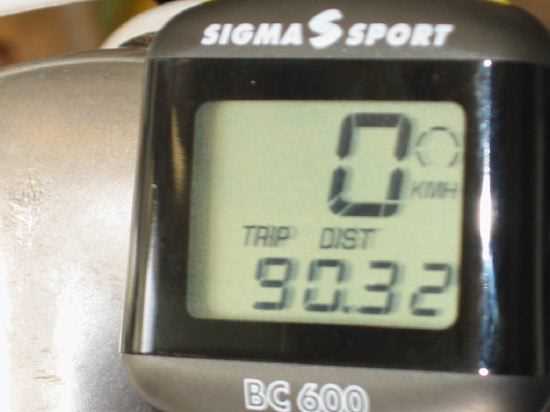 SIGMA SPORT
0 KMH
TRIP DIST
90.32
BC 600